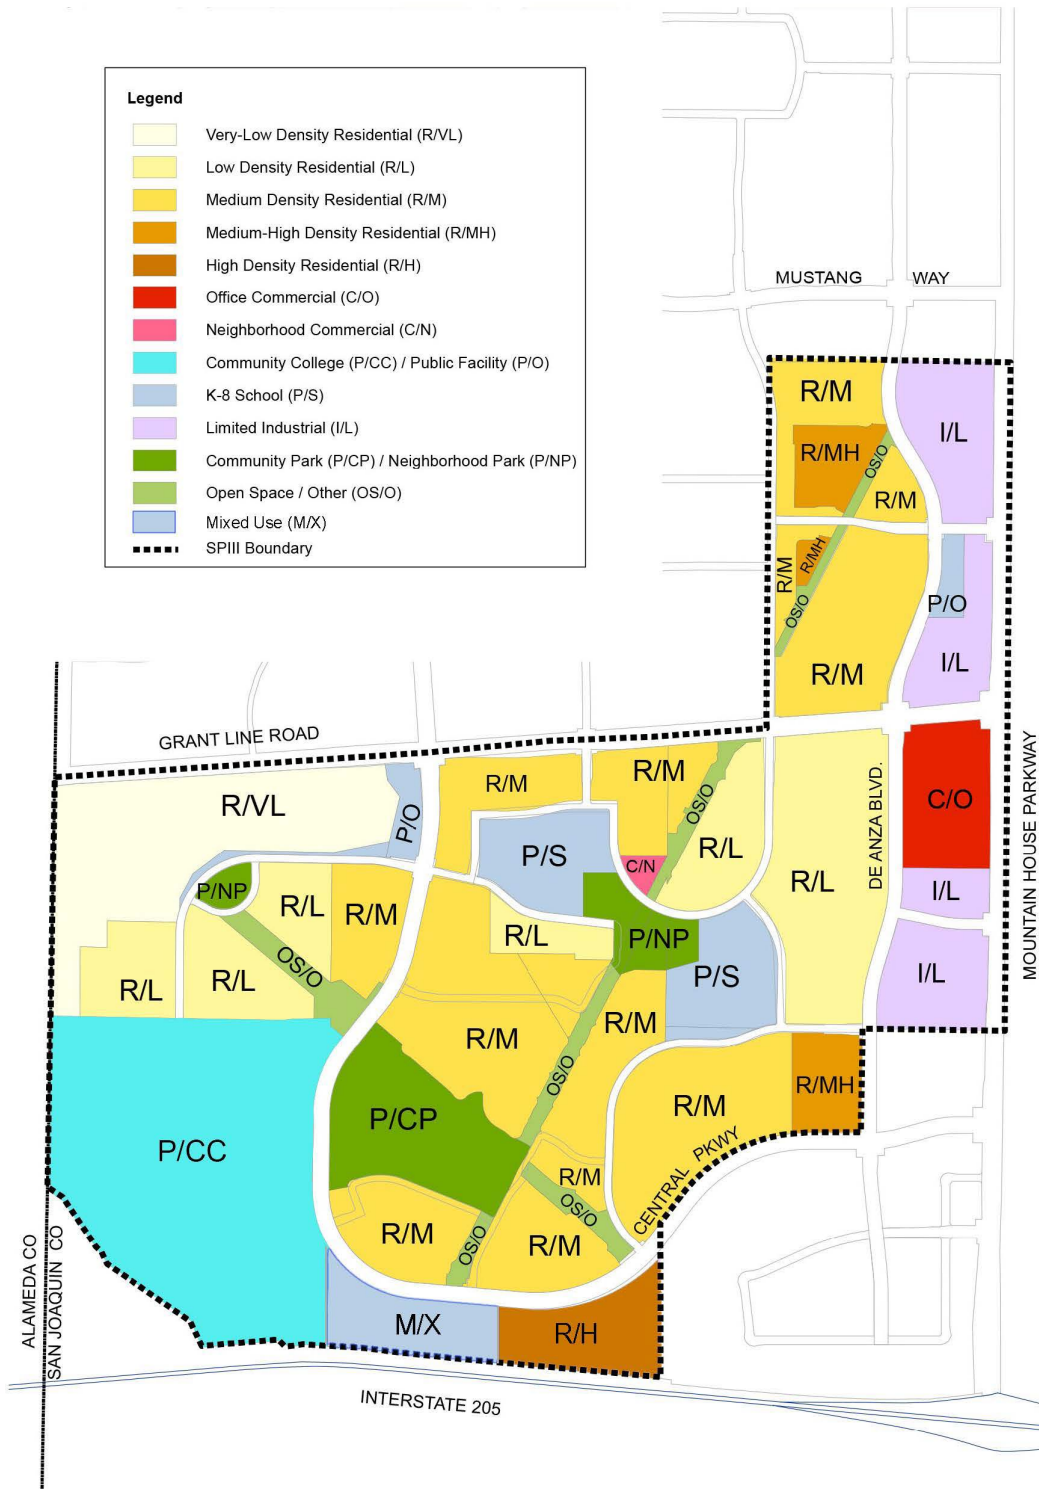 Legend
Very-Low Density Residential (R/VL)
Low Density Residential (R/L)
Medium Density Residential (R/M)
Medium-High Density Residential (R/MH)
High Density Residential (R/H)
Office Commercial (C/O)
Neighborhood Commercial (C/N)
Community College (P/CC) / Public Facility (P/O)
K-8 School (P/S)
Limited Industrial (I/L)
Community Park (P/CP) / Neighborhood Park (P/NP)
Open Space / Other (OS/O)
Mixed Use (M/X)
SPIII Boundary
MUSTANG WAY
R/M
I/L
R/MH
OS/O
R/M
R/MH
R/M
OS/O
P/O
I/L
R/M
GRANT LINE ROAD
MOUNTAIN HOUSE PARKWAY
DE ANZA BLVD.
R/VL
P/O
R/M
R/M
OS/O
C/O
P/S
C/N
R/L
R/L
I/L
P/NP
R/L
R/M
R/L
P/NP
OS/O
R/L
R/L
P/S
I/L
R/M
R/M
OS/O
R/MH
R/M
P/CP
P/CC
CENTRAL PKWY
R/M
OS/O
R/M
R/M
OS/O
M/X
R/H
ALAMEDA CO
SAN JOAQUIN CO
INTERSTATE 205